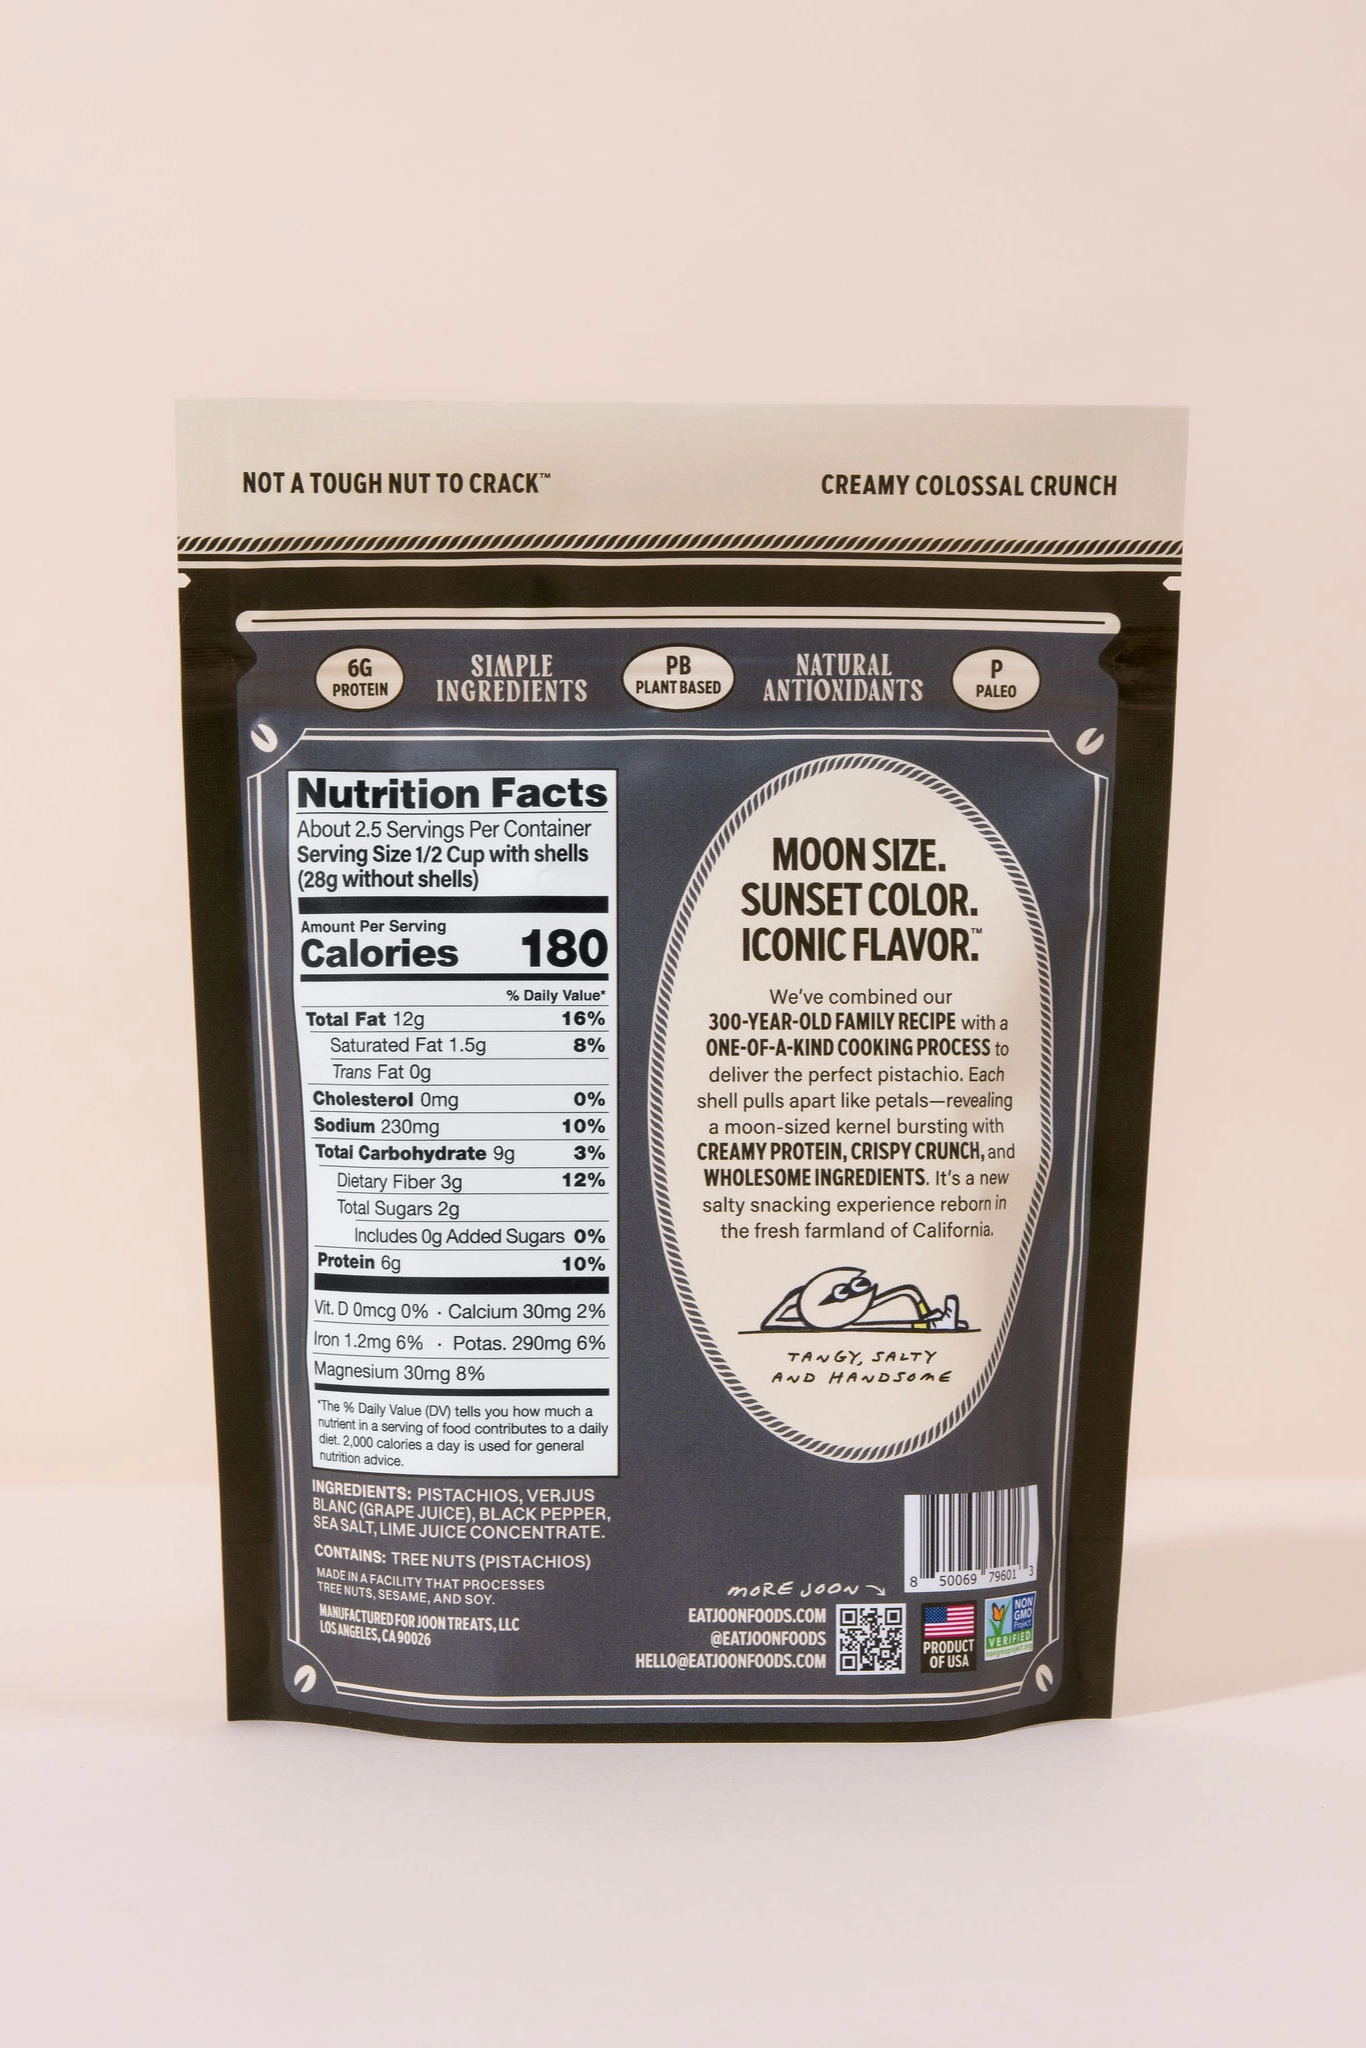 NOT A TOUGH NUT TO CRACK™
CREAMY COLOSSAL CRUNCH
6G
PROTEIN
SIMPLE
INGREDIENTS
PB
PLANT BASED
NATURAL
ANTIOXIDANTS
P
PALEO
Nutrition Facts
About 2.5 Servings Per Container
Serving Size 1/2 Cup with shells
(28g without shells)
Amount Per Serving
Calories 180
% Daily Value*
Total Fat 12g 16%
Saturated Fat 1.5g 8%
Trans Fat 0g
Cholesterol 0mg 0%
Sodium 230mg 10%
Total Carbohydrate 9g 3%
Dietary Fiber 3g 12%
Total Sugars 2g
Includes 0g Added Sugars 0%
Protein 6g 10%
Vit. D 0mcg 0% · Calcium 30mg 2%
Iron 1.2mg 6% · Potas. 290mg 6%
Magnesium 30mg 8%
*The % Daily Value (DV) tells you how much a
nutrient in a serving of food contributes to a daily
diet. 2,000 calories a day is used for general
nutrition advice.
INGREDIENTS: PISTACHIOS, VERJUS
BLANC (GRAPE JUICE), BLACK PEPPER,
SEA SALT, LIME JUICE CONCENTRATE.
CONTAINS: TREE NUTS (PISTACHIOS)
MADE IN A FACILITY THAT PROCESSES
TREE NUTS, SESAME, AND SOY.
MANUFACTURED FOR JOON TREATS, LLC
LOS ANGELES, CA 90026
MOON SIZE.
SUNSET COLOR.
ICONIC FLAVOR.™
We've combined our
300-YEAR-OLD FAMILY RECIPE with a
ONE-OF-A-KIND COOKING PROCESS to
deliver the perfect pistachio. Each
shell pulls apart like petals—revealing
a moon-sized kernel bursting with
CREAMY PROTEIN, CRISPY CRUNCH, and
WHOLESOME INGREDIENTS. It's a new
salty snacking experience reborn in
the fresh farmland of California.
TANGY, SALTY
AND HANDSOME
8 50069 79601 3
MORE JOON
EATJOONFOODS.COM
@EATJOONFOODS
HELLO@EATJOONFOODS.COM
PRODUCT
OF USA
NON
GMO
Project
VERIFIED
nongmoproject.org